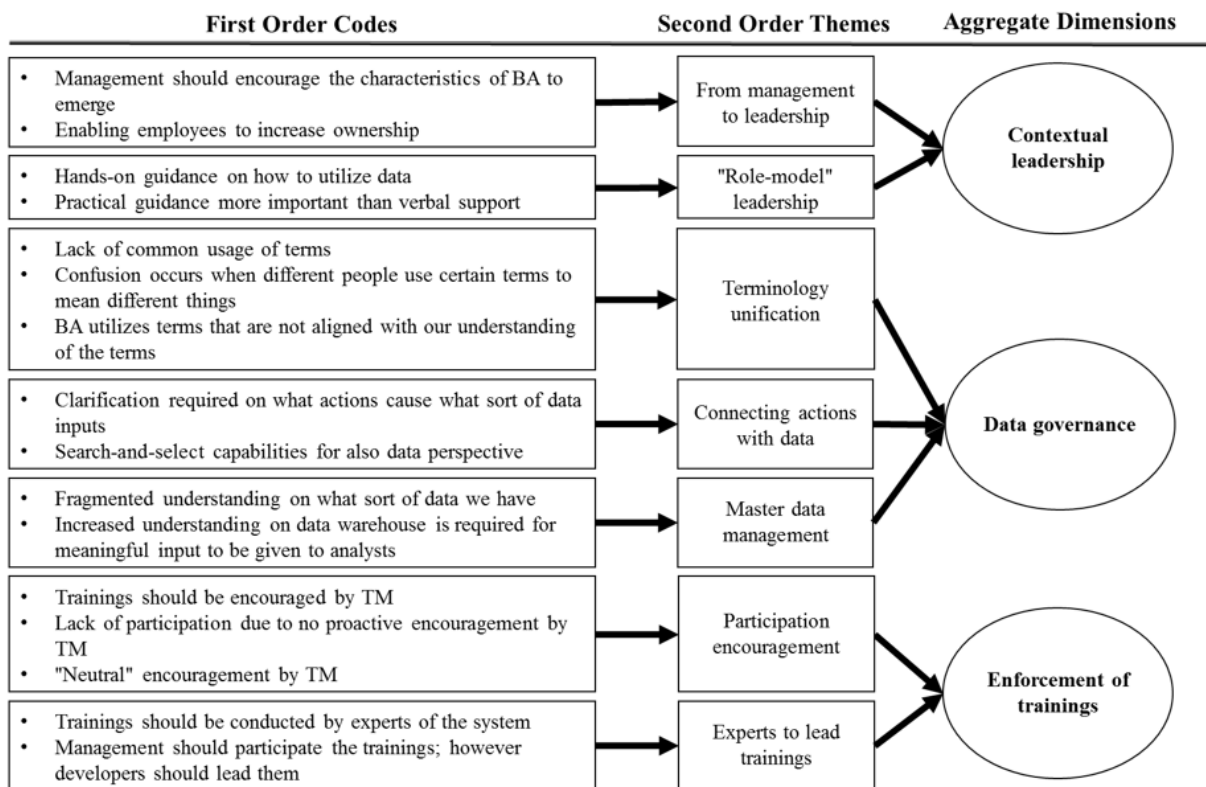 First Order Codes
Second Order Themes
Aggregate Dimensions
• Management should encourage the characteristics of BA to
emerge
• Enabling employees to increase ownership
From management
to leadership
Contextual
leadership
• Hands-on guidance on how to utilize data
• Practical guidance more important than verbal support
"Role-model"
leadership
• Lack of common usage of terms
• Confusion occurs when different people use certain terms to
mean different things
• BA utilizes terms that are not aligned with our understanding
of the terms
Terminology
unification
• Clarification required on what actions cause what sort of data
inputs
• Search-and-select capabilities for also data perspective
Connecting actions
with data
Data governance
• Fragmented understanding on what sort of data we have
• Increased understanding on data warehouse is required for
meaningful input to be given to analysts
Master data
management
• Trainings should be encouraged by TM
• Lack of participation due to no proactive encouragement by
TM
• "Neutral" encouragement by TM
Participation
encouragement
Enforcement of
trainings
• Trainings should be conducted by experts of the system
• Management should participate the trainings; however
developers should lead them
Experts to lead
trainings